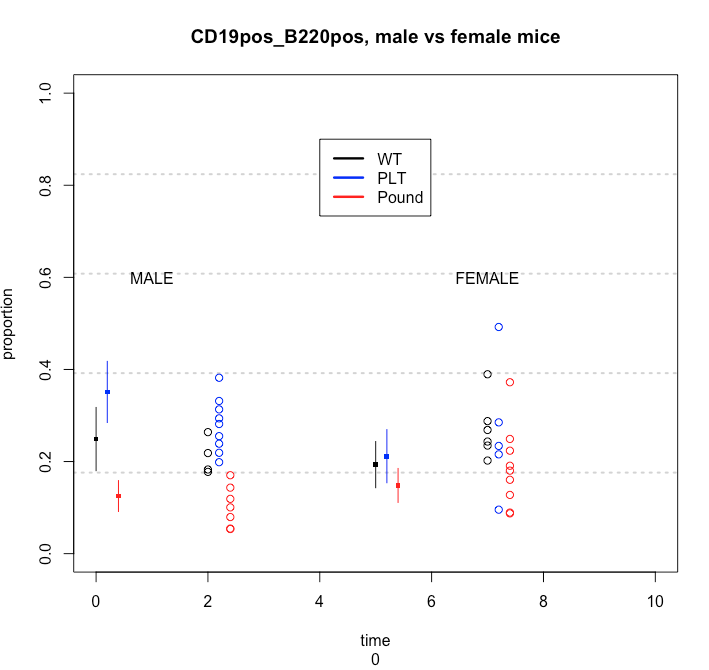 CD19pos_B220pos, male vs female mice
1.0
0.8
0.6
0.4
0.2
0.0
proportion
WT
PLT
Pound
MALE
FEMALE
0 2 4 6 8 10
time
0